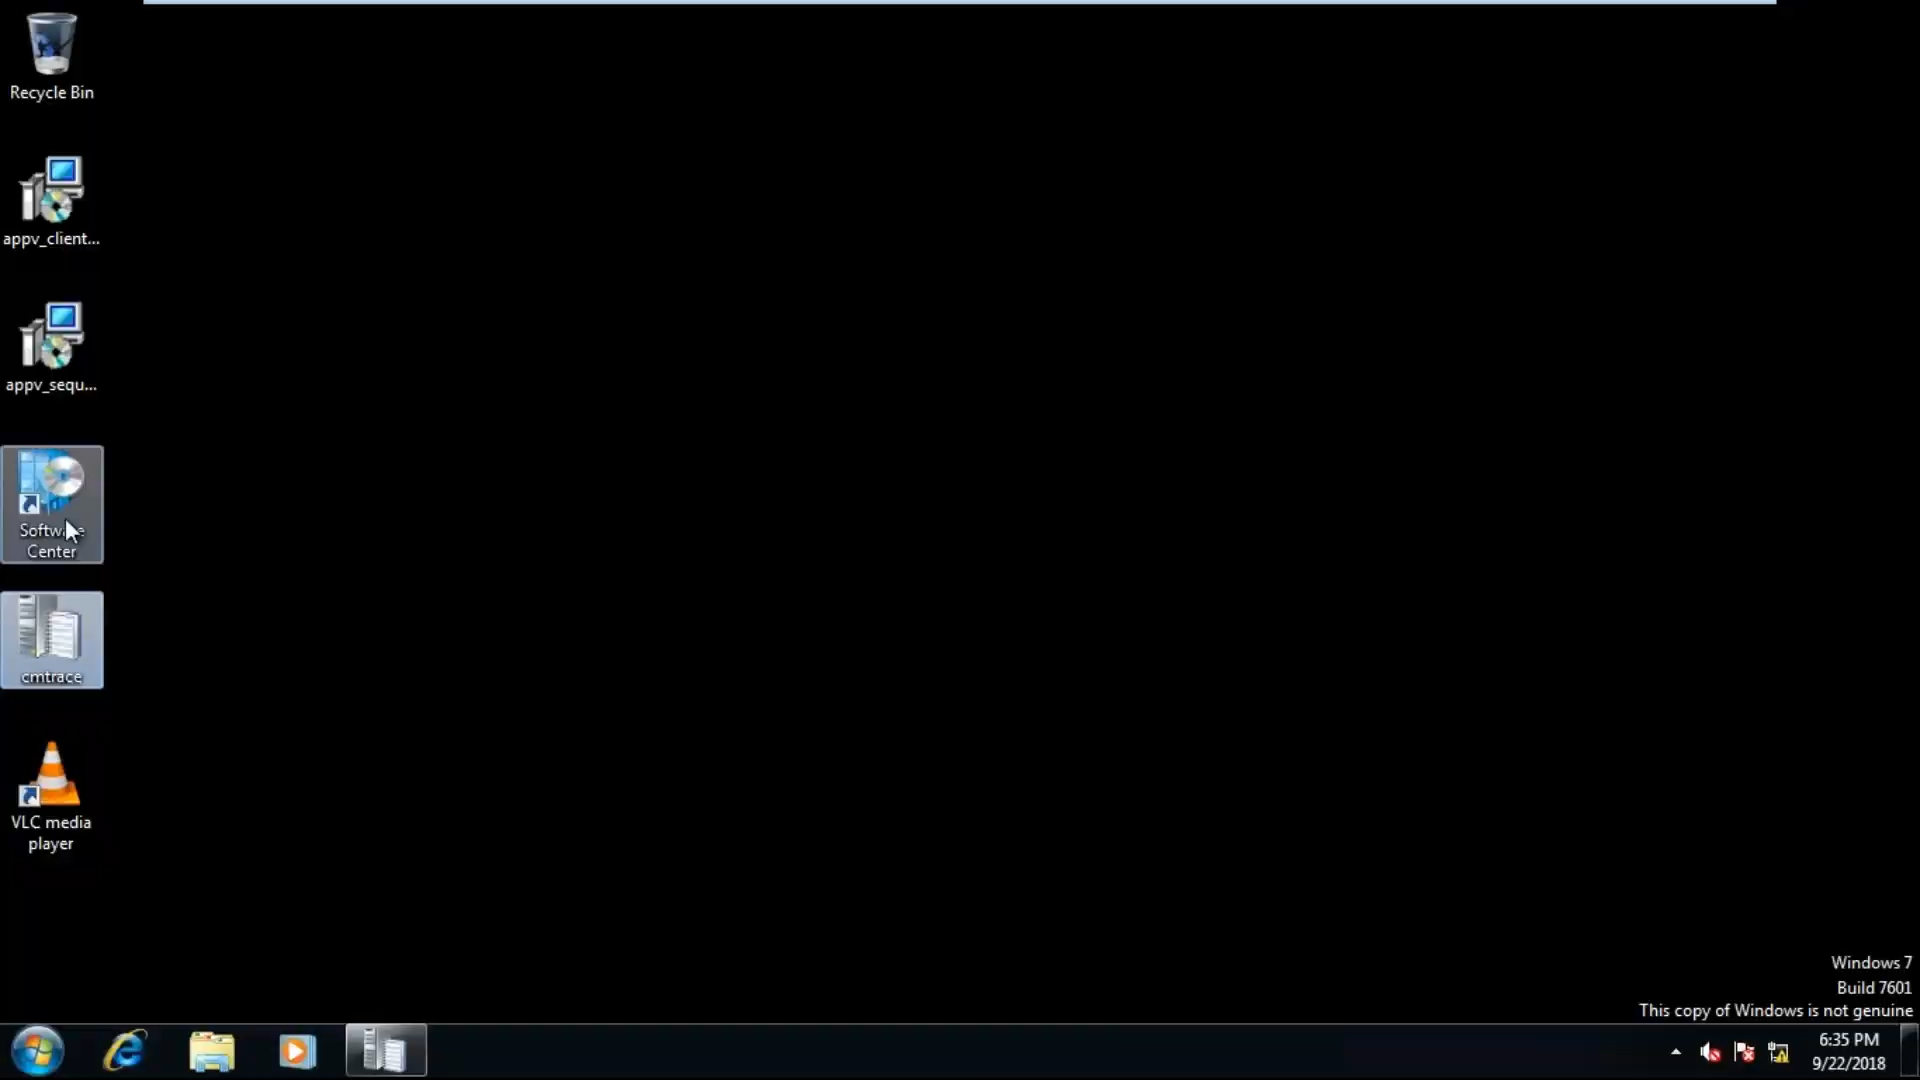 Recycle Bin
appv_client...
appv_sequ...
Software
Center
cmtrace
VLC media
player
Windows 7
Build 7601
This copy of Windows is not genuine
6:35 PM
9/22/2018